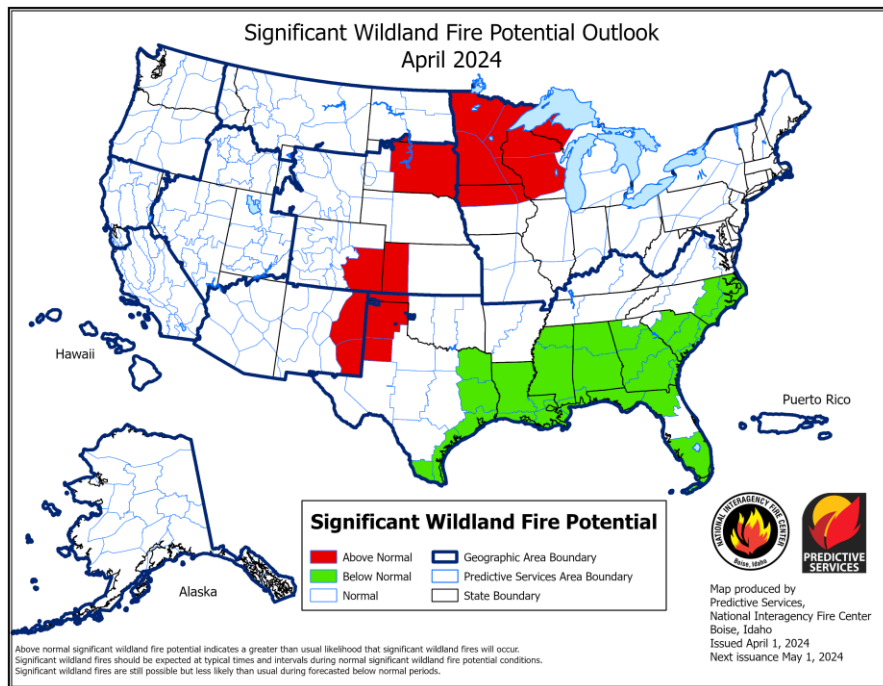 Significant Wildland Fire Potential Outlook
April 2024
Hawaii
Puerto Rico
Alaska
Significant Wildland Fire Potential
Above Normal
Below Normal
Normal
Geographic Area Boundary
Predictive Services Area Boundary
State Boundary
NATIONAL INTERAGENCY FIRE CENTER
Boise, Idaho
PREDICTIVE
SERVICES
Map produced by
Predictive Services,
National Interagency Fire Center
Boise, Idaho
Issued April 1, 2024
Next issuance May 1, 2024
Above normal significant wildland fire potential indicates a greater than usual likelihood that significant wildland fires will occur.
Significant wildland fires should be expected at typical times and intervals during normal significant wildland fire potential conditions.
Significant wildland fires are still possible but less likely than usual during forecasted below normal periods.